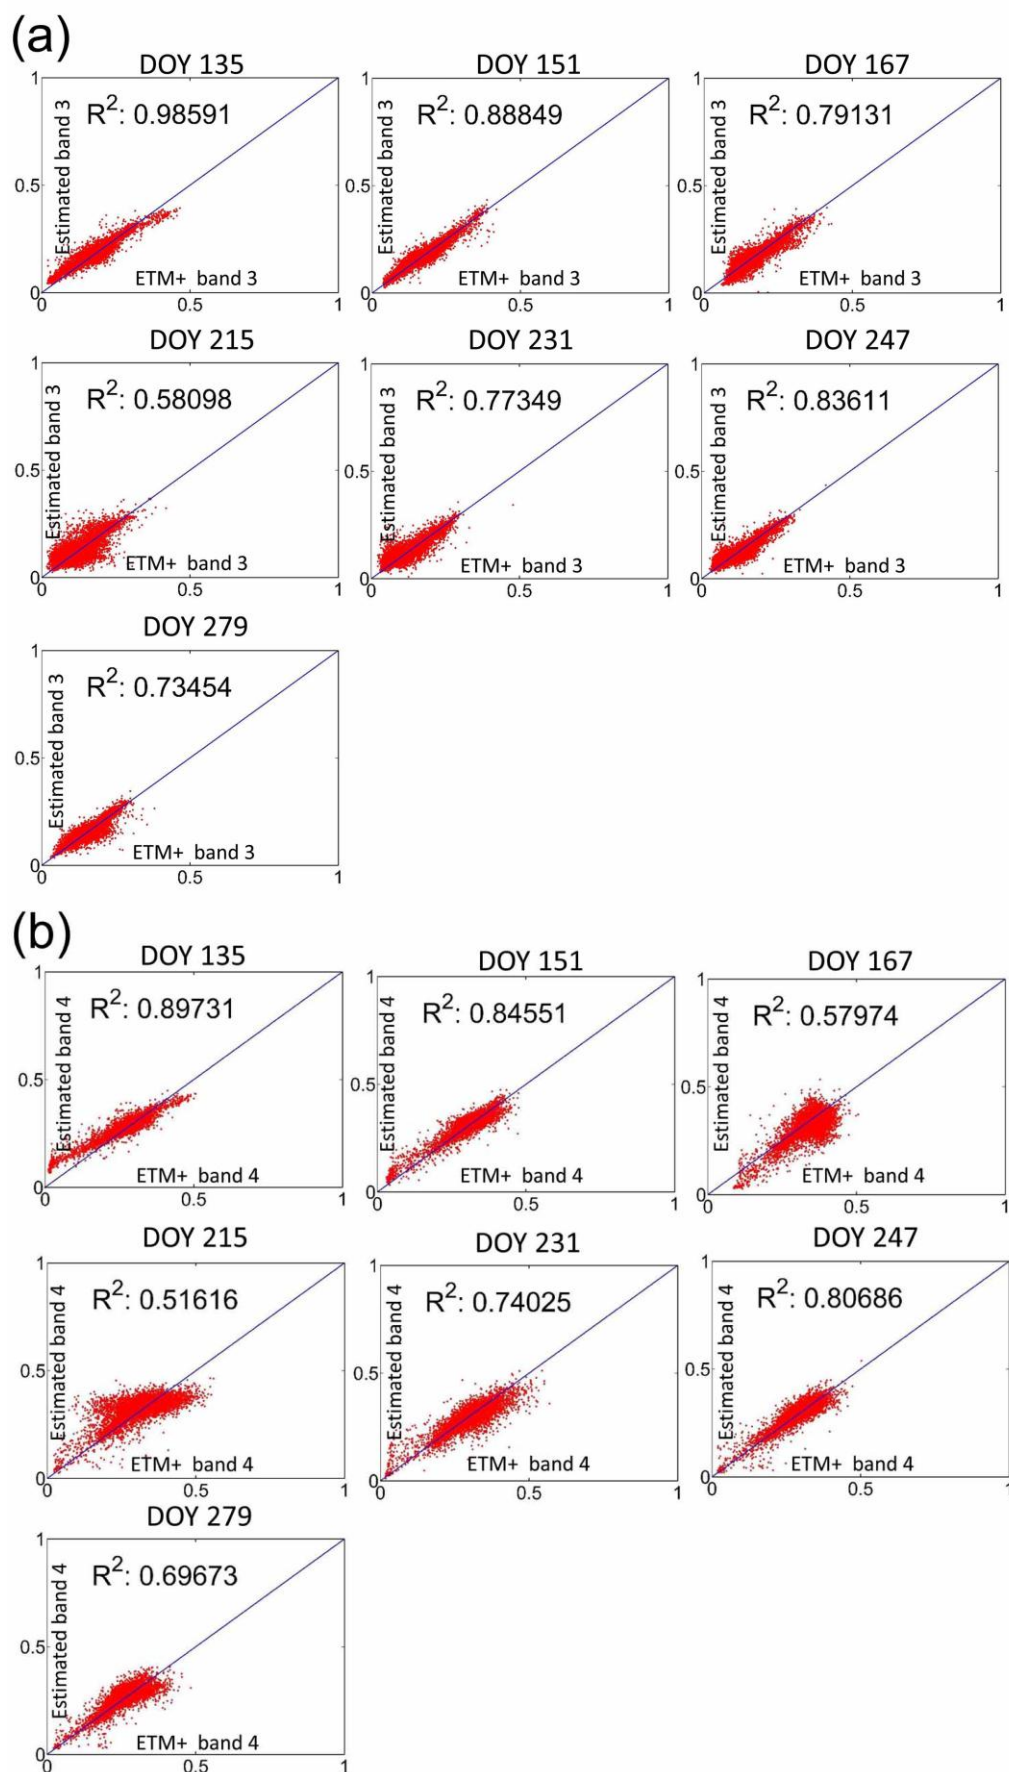 (a)
DOY 135
DOY 151
DOY 167
1
R²: 0.98591
Estimated band 3
0.5
ETM+ band 3
0
0
0.5
1
1
R²: 0.88849
Estimated band 3
0.5
ETM+ band 3
0
0
0.5
1
1
R²: 0.79131
Estimated band 3
0.5
ETM+ band 3
0
0
0.5
1
DOY 215
DOY 231
DOY 247
1
R²: 0.58098
Estimated band 3
0.5
ETM+ band 3
0
0
0.5
1
1
R²: 0.77349
Estimated band 3
0.5
ETM+ band 3
0
0
0.5
1
1
R²: 0.83611
Estimated band 3
0.5
ETM+ band 3
0
0
0.5
1
DOY 279
1
R²: 0.73454
Estimated band 3
0.5
ETM+ band 3
0
0
0.5
1
(b)
DOY 135
DOY 151
DOY 167
1
R²: 0.89731
Estimated band 4
0.5
ETM+ band 4
0
0
0.5
1
1
R²: 0.84551
Estimated band 4
0.5
ETM+ band 4
0
0
0.5
1
1
R²: 0.57974
Estimated band 4
0.5
ETM+ band 4
0
0
0.5
1
DOY 215
DOY 231
DOY 247
1
R²: 0.51616
Estimated band 4
0.5
ETM+ band 4
0
0
0.5
1
1
R²: 0.74025
Estimated band 4
0.5
ETM+ band 4
0
0
0.5
1
1
R²: 0.80686
Estimated band 4
0.5
ETM+ band 4
0
0
0.5
1
DOY 279
1
R²: 0.69673
Estimated band 4
0.5
ETM+ band 4
0
0
0.5
1